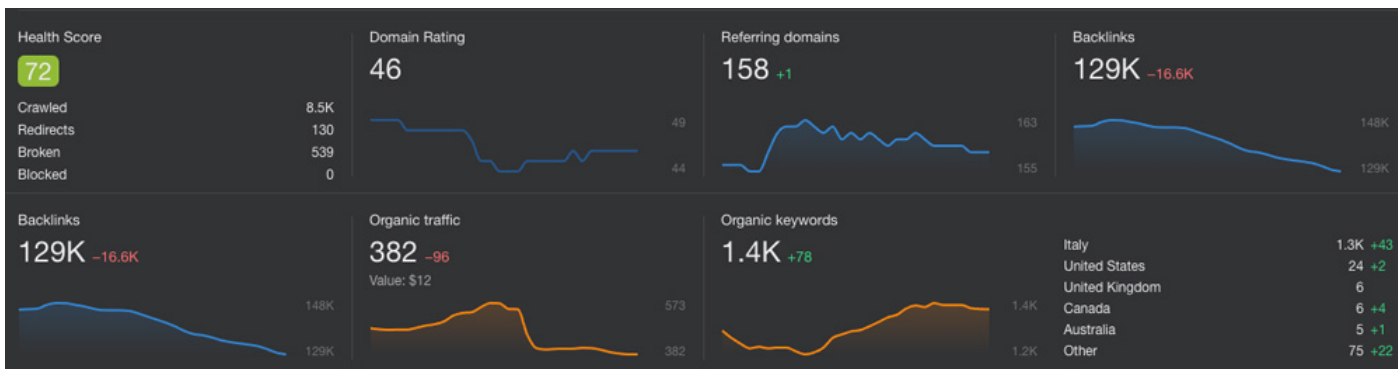 Health Score
72
Crawled 8.5K
Redirects 130
Broken 539
Blocked 0
Domain Rating
46
49
44
Referring domains
158 +1
163
155
Backlinks
129K −16.6K
148K
129K
Backlinks
129K −16.6K
148K
129K
Organic traffic
382 −96
Value: $12
573
382
Organic keywords
1.4K +78
1.4K
1.2K
Italy 1.3K +43
United States 24 +2
United Kingdom 6
Canada 6 +4
Australia 5 +1
Other 75 +22